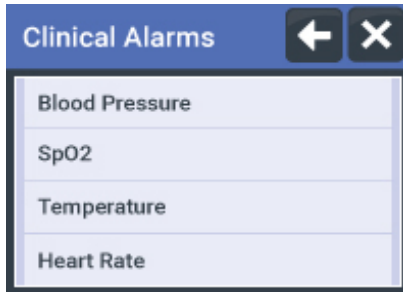 Clinical Alarms
Blood Pressure
SpO2
Temperature
Heart Rate